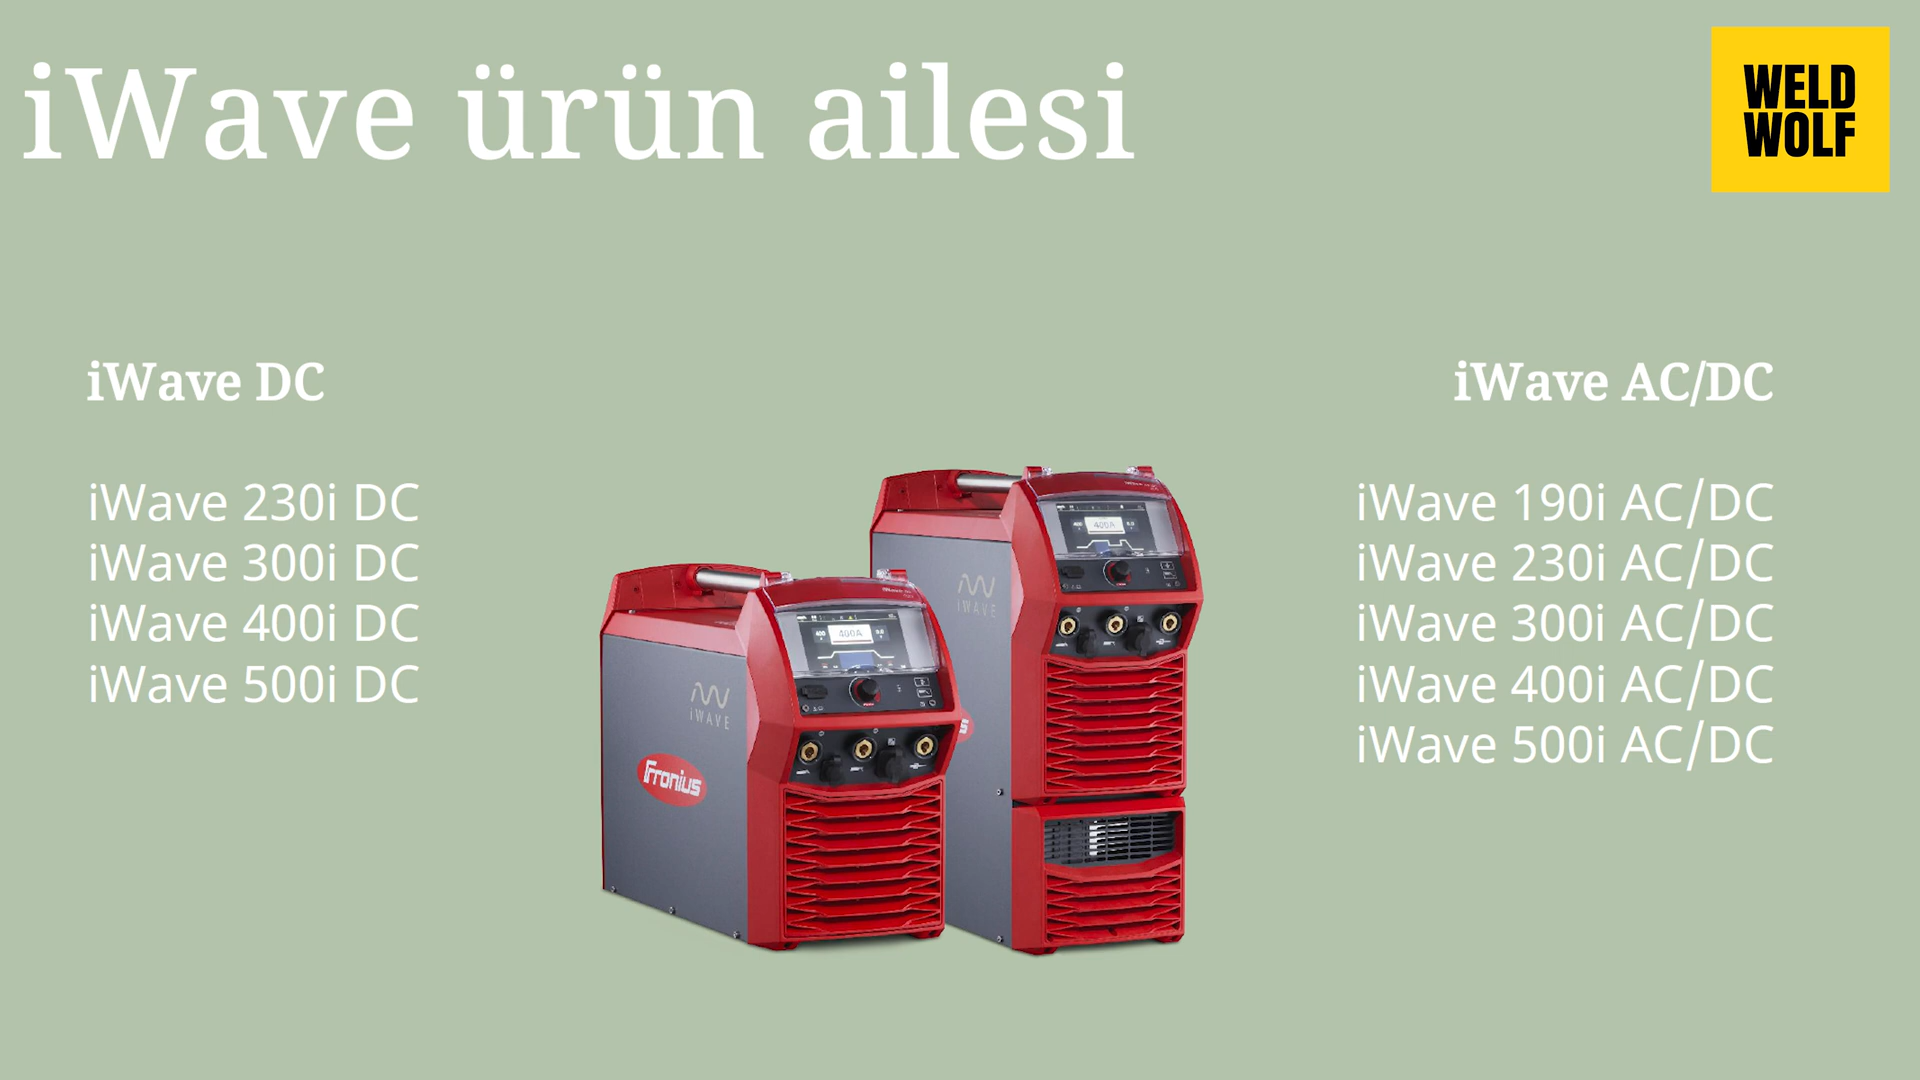 iWave ürün ailesi
WELD
WOLF
iWave DC
iWave 230i DC
iWave 300i DC
iWave 400i DC
iWave 500i DC
iWave AC/DC
iWave 190i AC/DC
iWave 230i AC/DC
iWave 300i AC/DC
iWave 400i AC/DC
iWave 500i AC/DC
iWAVE
Fronius
400A
iWAVE
400A